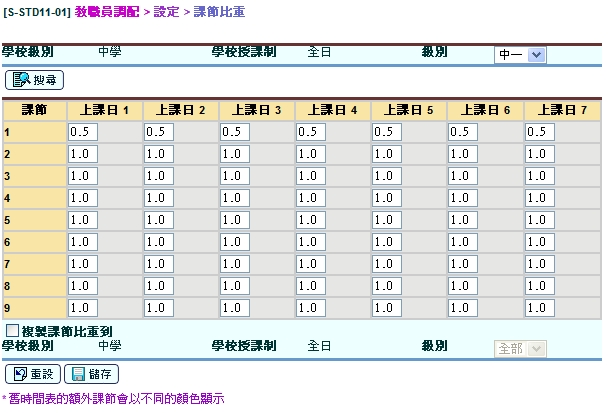 [S-STD11-01] 教職員調配 > 設定 > 課節比重
學校級別 中學 學校授課制 全日 級別 中一
搜尋
課節 上課日 1 上課日 2 上課日 3 上課日 4 上課日 5 上課日 6 上課日 7
1 0.5 0.5 0.5 0.5 0.5 0.5 0.5
2 1.0 1.0 1.0 1.0 1.0 1.0 1.0
3 1.0 1.0 1.0 1.0 1.0 1.0 1.0
4 1.0 1.0 1.0 1.0 1.0 1.0 1.0
5 1.0 1.0 1.0 1.0 1.0 1.0 1.0
6 1.0 1.0 1.0 1.0 1.0 1.0 1.0
7 1.0 1.0 1.0 1.0 1.0 1.0 1.0
8 1.0 1.0 1.0 1.0 1.0 1.0 1.0
9 1.0 1.0 1.0 1.0 1.0 1.0 1.0
複製課節比重到
學校級別 中學 學校授課制 全日 級別 全部
重設 儲存
* 舊時間表的額外課節會以不同的顏色顯示